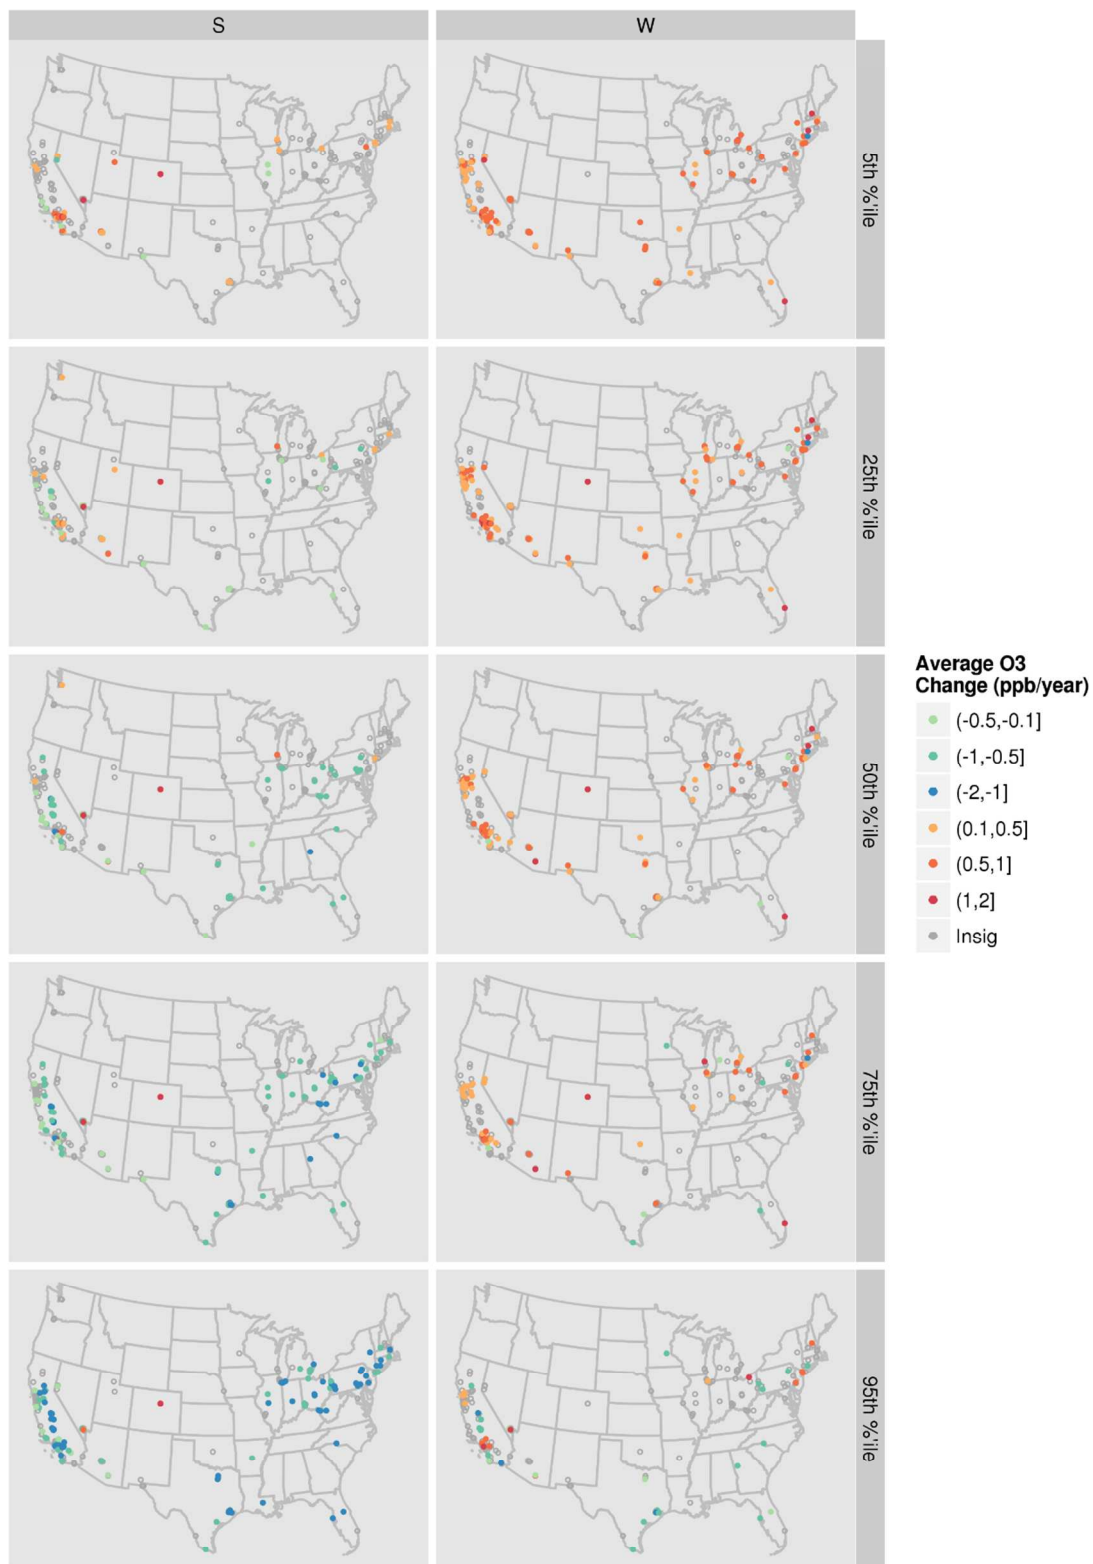 S
W
5th %'ile
25th %'ile
50th %'ile
75th %'ile
95th %'ile
Average O3
Change (ppb/year)
(-0.5,-0.1]
(-1,-0.5]
(-2,-1]
(0.1,0.5]
(0.5,1]
(1,2]
Insig